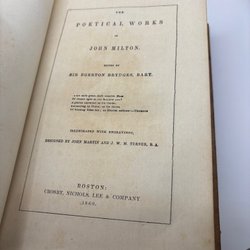 THE
POETICAL WORKS
OF
JOHN MILTON.
EDITED BY
SIR EGERTON BRYDGES, BART.
ILLUSTRATED WITH ENGRAVINGS,
DESIGNED BY JOHN MARTIN AND J. W. M. TURNER, R. A.
BOSTON:
CROSBY, NICHOLS, LEE & COMPANY
1860.